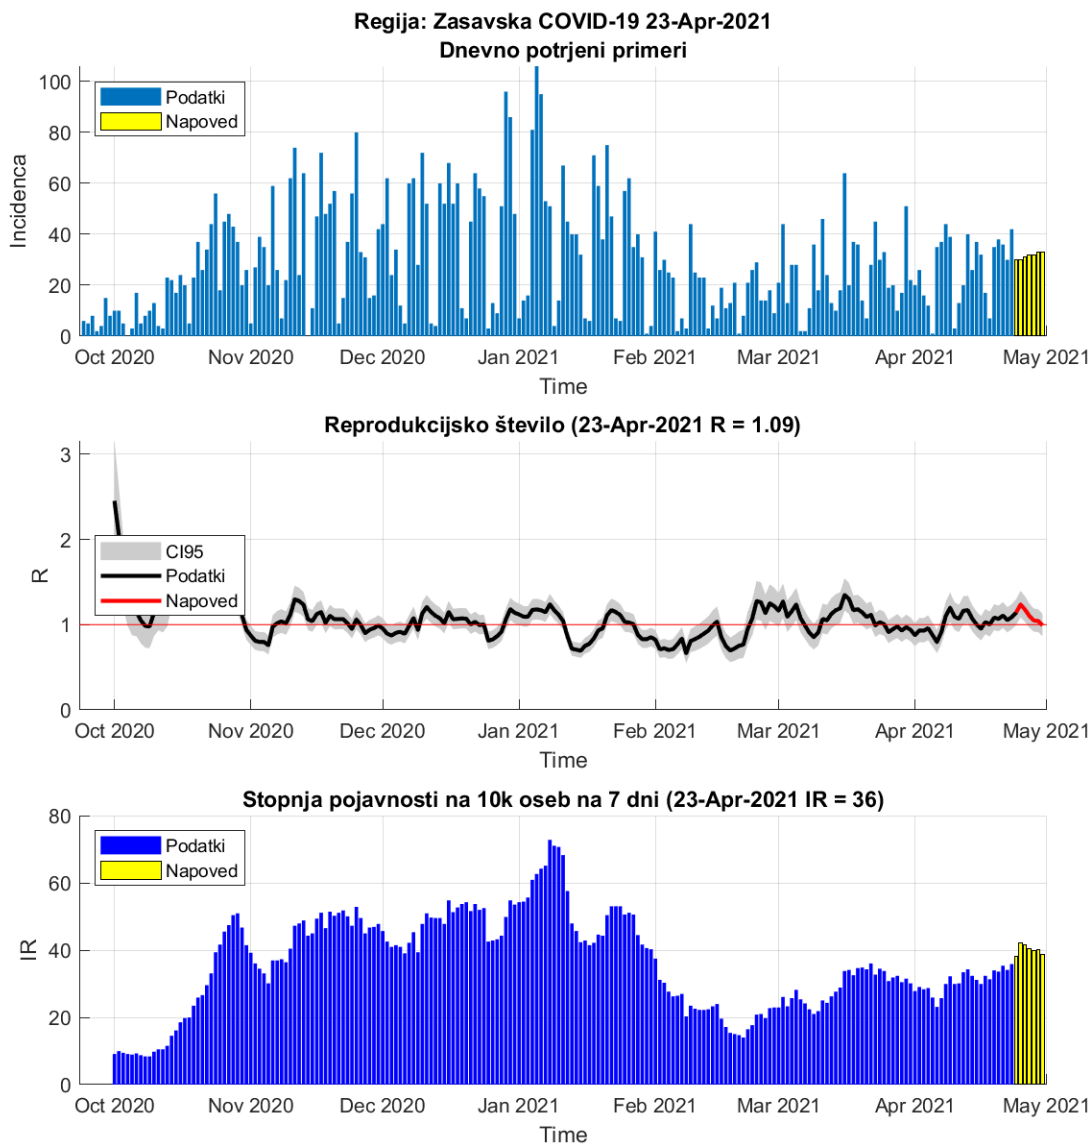 Regija: Zasavska COVID-19 23-Apr-2021
Dnevno potrjeni primeri
100
80
60
40
20
0
Incidenca
Podatki
Napoved
Oct 2020 Nov 2020 Dec 2020 Jan 2021 Feb 2021 Mar 2021 Apr 2021 May 2021
Time
Reprodukcijsko število (23-Apr-2021 R = 1.09)
3
2
1
0
R
CI95
Podatki
Napoved
Oct 2020 Nov 2020 Dec 2020 Jan 2021 Feb 2021 Mar 2021 Apr 2021 May 2021
Time
Stopnja pojavnosti na 10k oseb na 7 dni (23-Apr-2021 IR = 36)
80
60
40
20
0
IR
Podatki
Napoved
Oct 2020 Nov 2020 Dec 2020 Jan 2021 Feb 2021 Mar 2021 Apr 2021 May 2021
Time